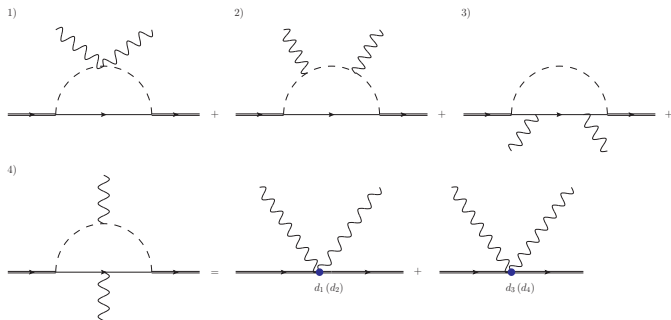 1) 2) 3)
+ + +
4)
= +
d₁ (d₂) d₃ (d₄)